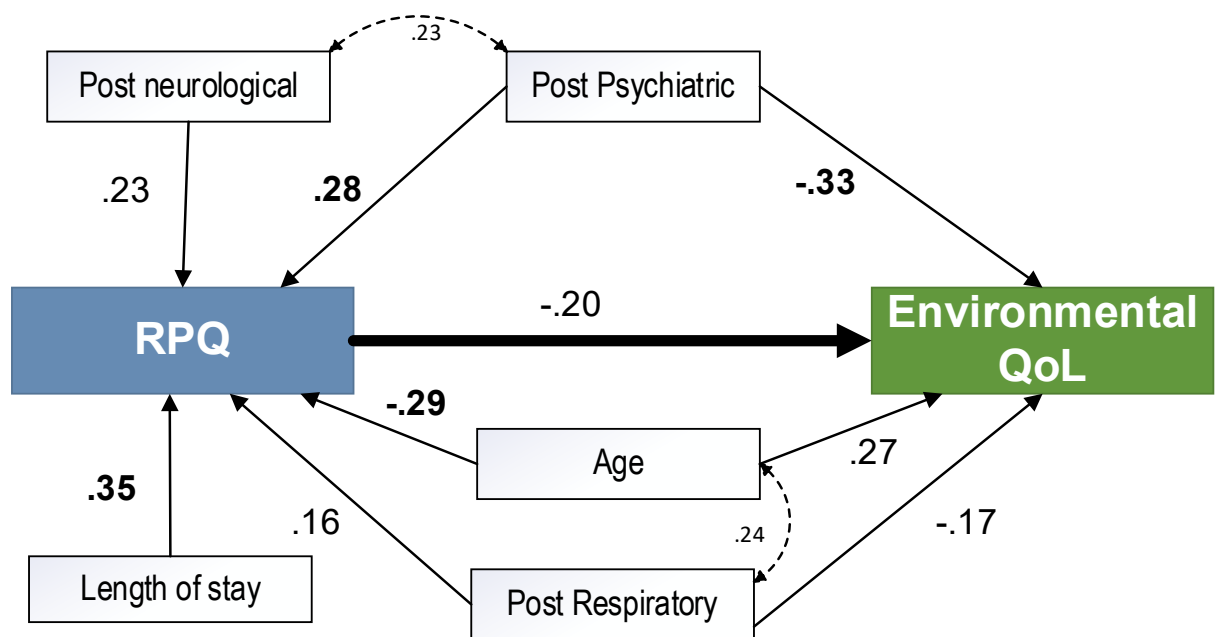 .23
Post neurological
Post Psychiatric
.23
.28
-.33
RPQ
-.20
Environmental
QoL
-.29
Age
.27
.35
.16
.24
-.17
Length of stay
Post Respiratory